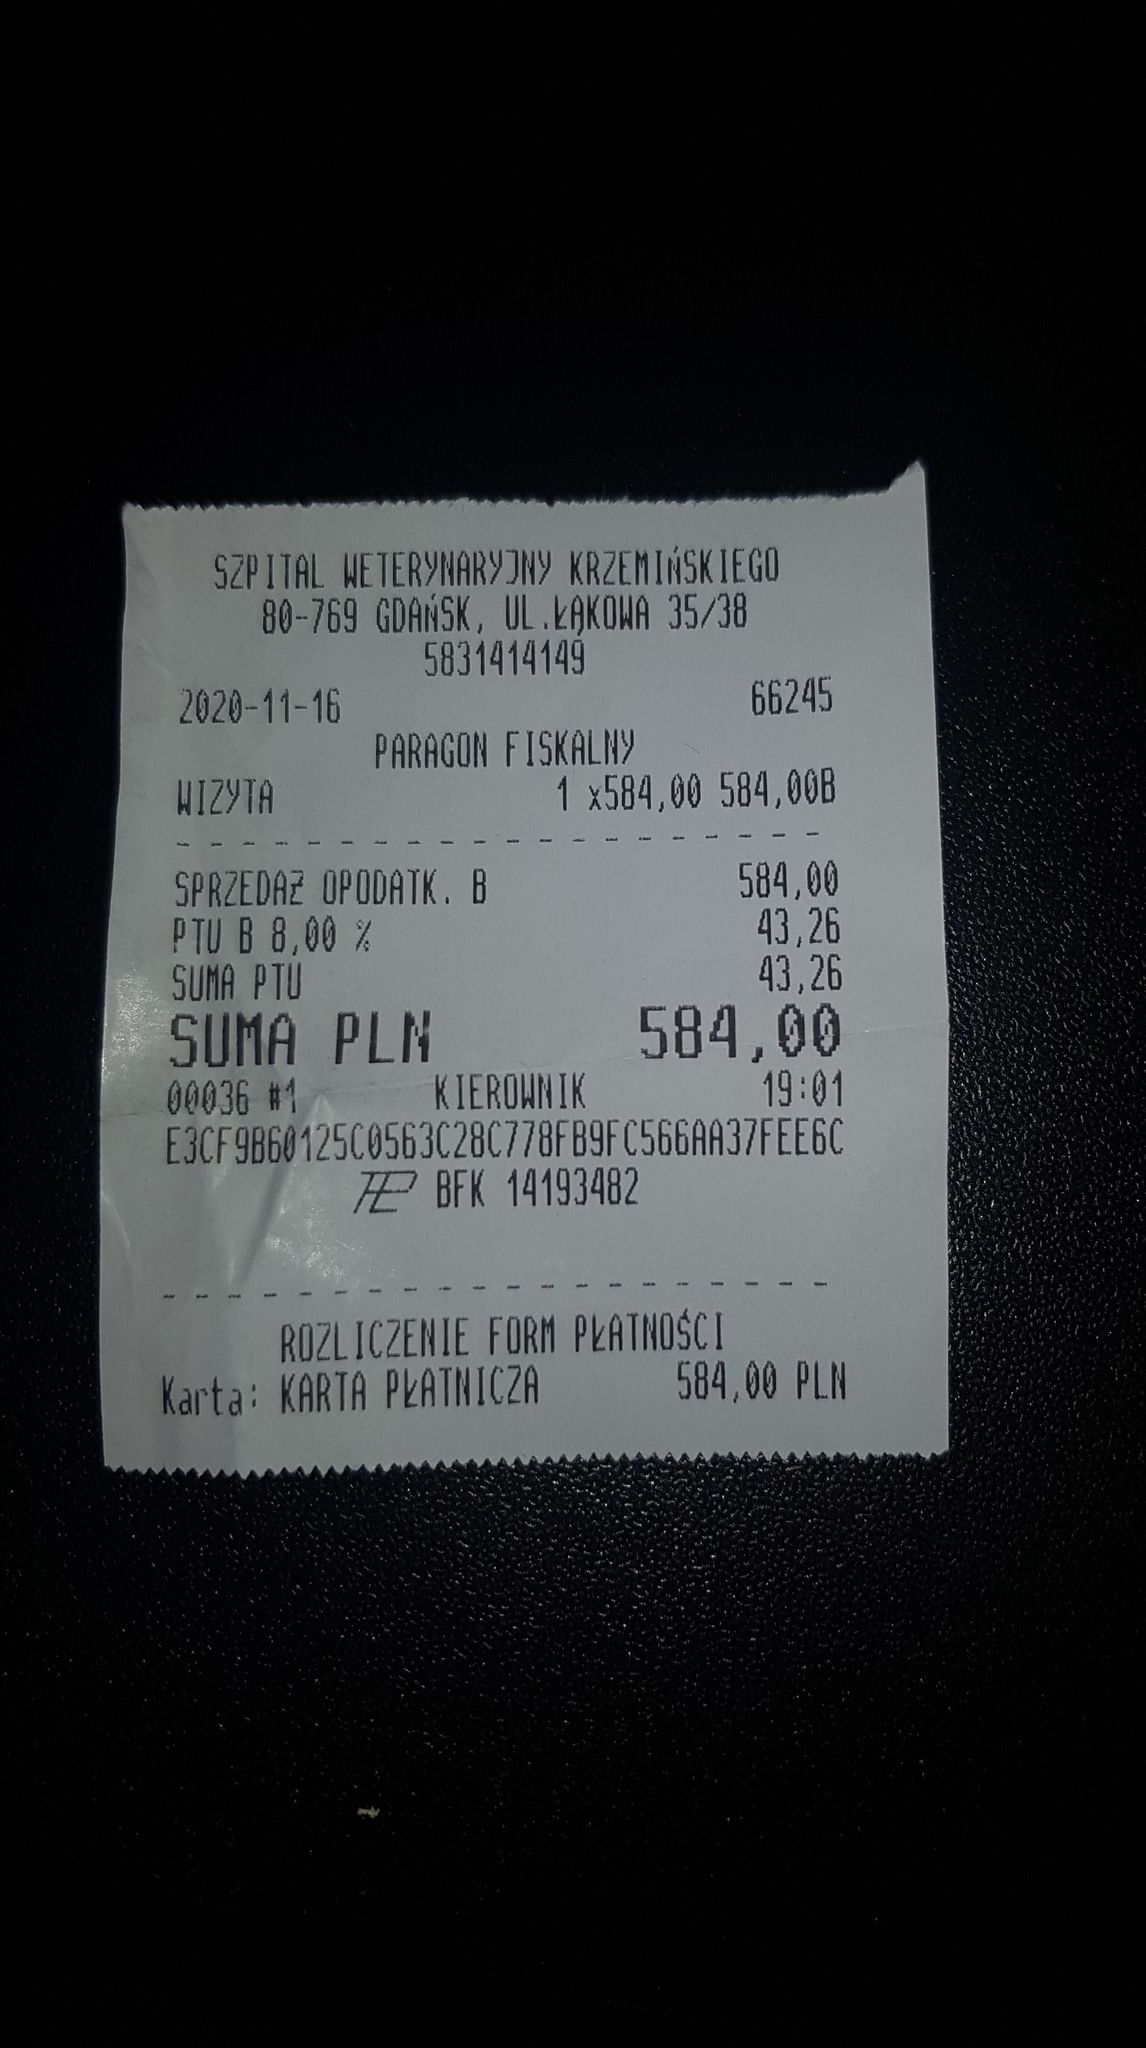 SZPITAL WETERYNARYJNY KRZEMIŃSKIEGO
80-769 GDAŃSK, UL.ŁĄKOWA 35/38
5831414149
2020-11-16 66245
PARAGON FISKALNY
WIZYTA 1 x584,00 584,00B
- - - - - - - - - - - - - - - - - - - -
SPRZEDAŻ OPODATK. B 584,00
PTU B 8,00 % 43,26
SUMA PTU 43,26
SUMA PLN 584,00
00036 #1 KIEROWNIK 19:01
E3CF9B60125C0563C28C778FB9FC566AA37FEE6C
BFK 14193482
- - - - - - - - - - - - - - - - - - - -
ROZLICZENIE FORM PŁATNOŚCI
Karta: KARTA PŁATNICZA 584,00 PLN